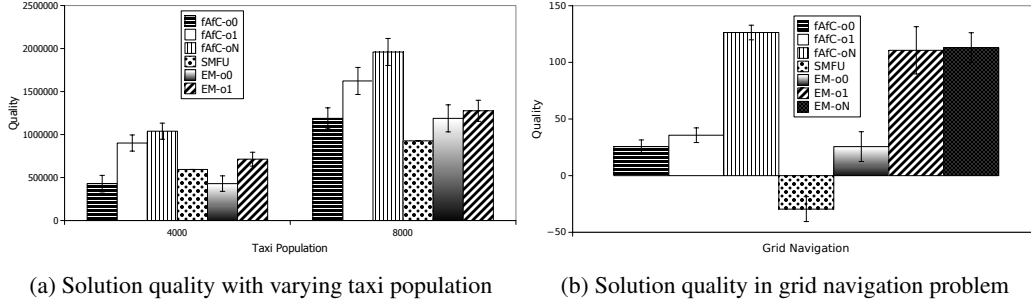 2500000
2000000
1500000
1000000
500000
0
Quality
fAfC-o0
fAfC-o1
fAfC-oN
SMFU
EM-o0
EM-o1
4000
8000
Taxi Population
(a) Solution quality with varying taxi population
150
100
50
0
−50
Quality
fAfC-o0
fAfC-o1
fAfC-oN
SMFU
EM-o0
EM-o1
EM-oN
Grid Navigation
(b) Solution quality in grid navigation problem